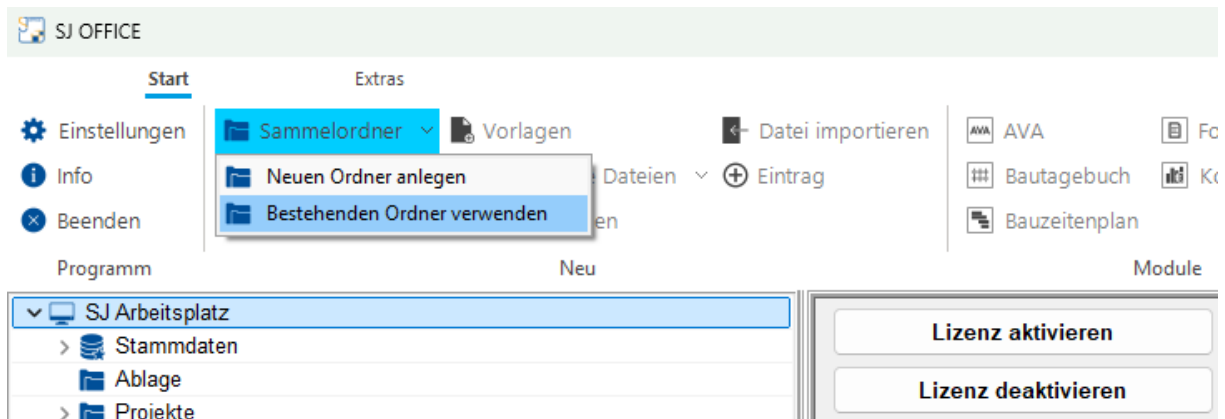 SJ OFFICE
Start Extras
Einstellungen Sammelordner Vorlagen Datei importieren AVA
Info Neuen Ordner anlegen Dateien Eintrag Bautagebuch
Beenden Bestehenden Ordner verwenden Bauzeitenplan
Programm Neu Module
SJ Arbeitsplatz
Stammdaten Lizenz aktivieren
Ablage Lizenz deaktivieren
Projekte